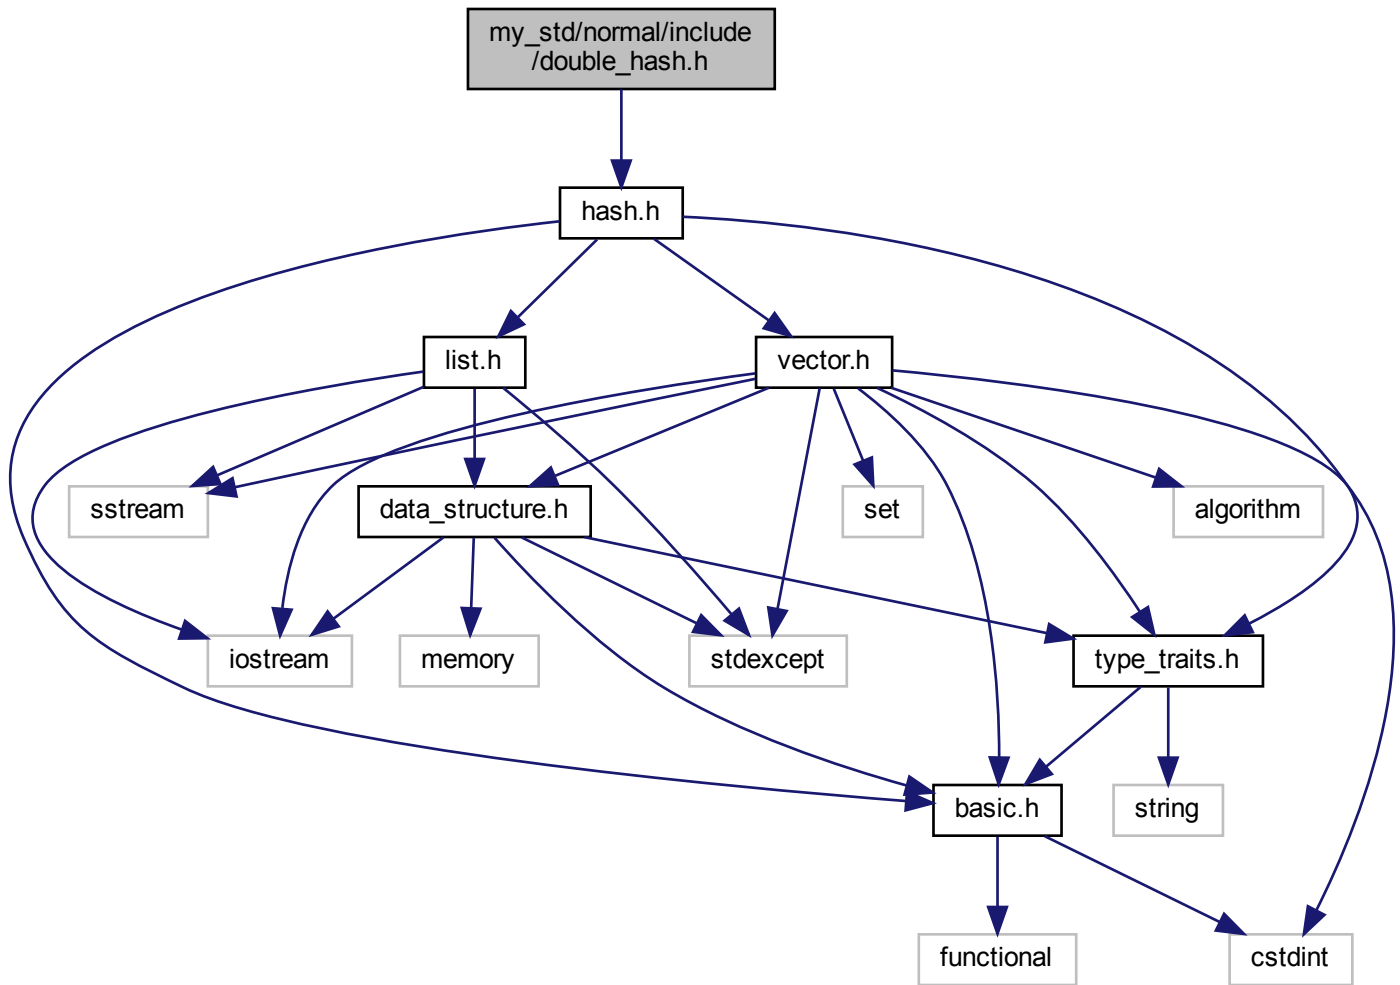 my_std/normal/include
/double_hash.h
hash.h
list.h
vector.h
sstream
data_structure.h
set
algorithm
iostream
memory
stdexcept
type_traits.h
basic.h
string
functional
cstdint